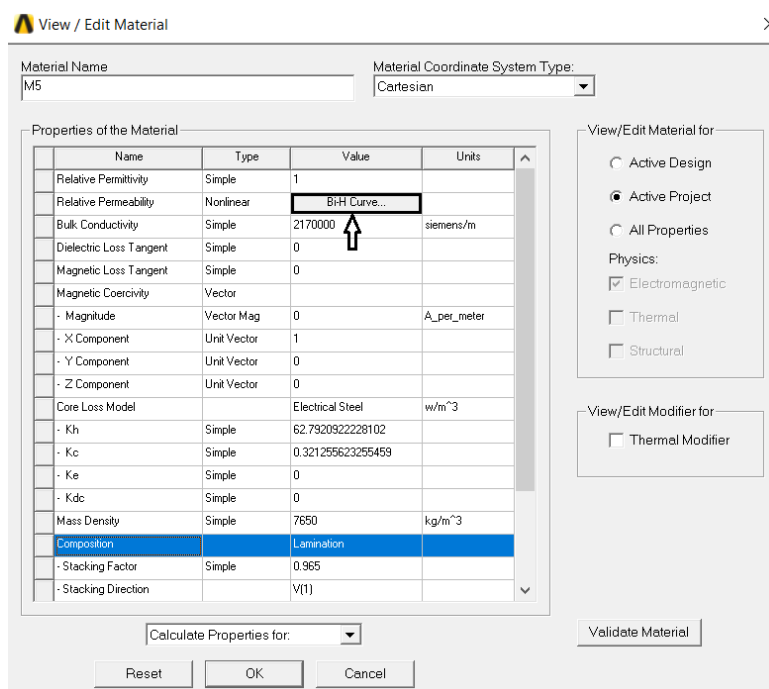 View / Edit Material
Material Name
Material Coordinate System Type:
M5
Cartesian
Properties of the Material
Name Type Value Units
Relative Permittivity Simple 1
Relative Permeability Nonlinear Bi-H Curve...
Bulk Conductivity Simple 2170000 siemens/m
Dielectric Loss Tangent Simple 0
Magnetic Loss Tangent Simple 0
Magnetic Coercivity Vector
- Magnitude Vector Mag 0 A_per_meter
- X Component Unit Vector 1
- Y Component Unit Vector 0
- Z Component Unit Vector 0
Core Loss Model Electrical Steel w/m^3
- Kh Simple 62.7920922228102
- Kc Simple 0.321255623255459
- Ke Simple 0
- Kdc Simple 0
Mass Density Simple 7650 kg/m^3
Composition Lamination
- Stacking Factor Simple 0.965
- Stacking Direction V(1)
View/Edit Material for
Active Design
Active Project
All Properties
Physics:
Electromagnetic
Thermal
Structural
View/Edit Modifier for
Thermal Modifier
Calculate Properties for:
Validate Material
Reset OK Cancel